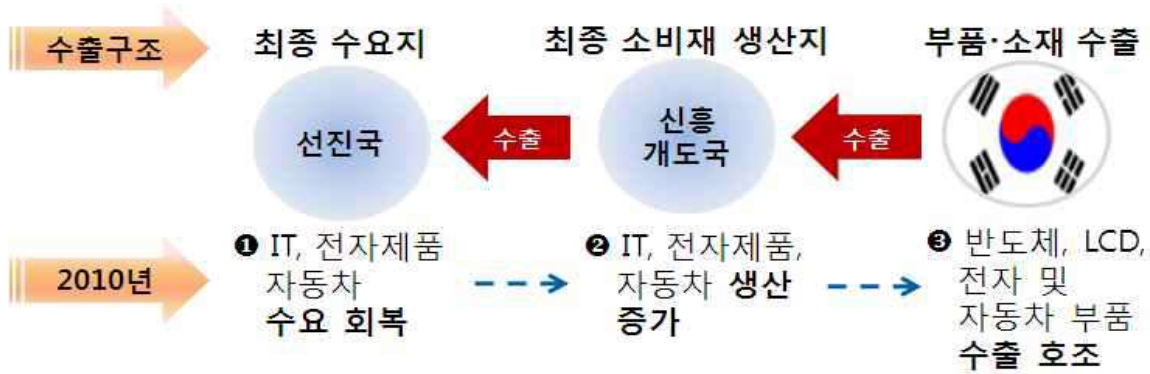 수출구조
최종 수요지
최종 소비재 생산지
부품·소재 수출
선진국
수출
신흥
개도국
수출
2010년
❶ IT, 전자제품
자동차
수요 회복
❷ IT, 전자제품,
자동차 생산
증가
❸ 반도체, LCD,
전자 및
자동차 부품
수출 호조